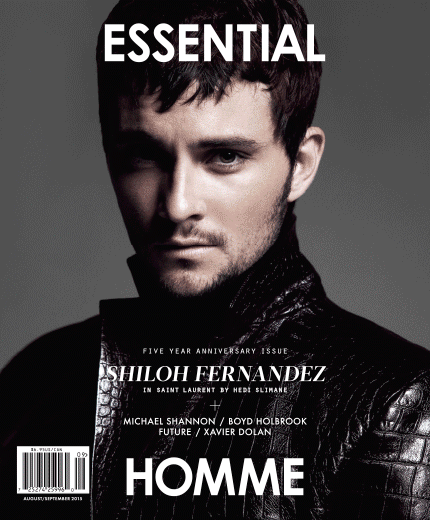 ESSENTIAL
FIVE YEAR ANNIVERSARY ISSUE
SHILOH FERNANDEZ
IN SAINT LAURENT BY HEDI SLIMANE
MICHAEL SHANNON / BOYD HOLBROOK
FUTURE / XAVIER DOLAN
HOMME
09>
AUGUST/SEPTEMBER 2015